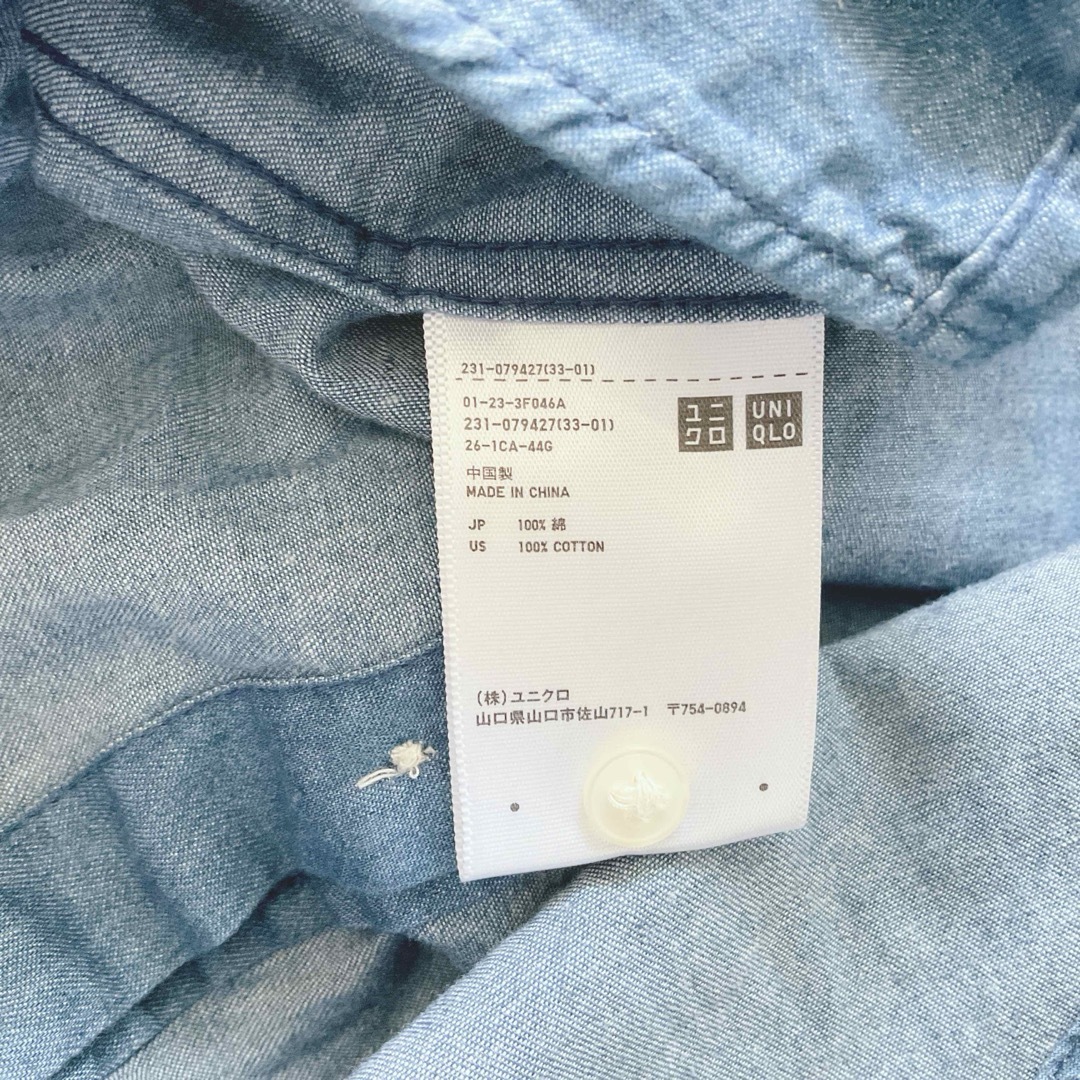 231-079427(33-01)
01-23-3F046A
231-079427(33-01)
26-1CA-44G
ユニ
クロ
UNI
QLO
中国製
MADE IN CHINA
JP 100% 綿
US 100% COTTON
(株)ユニクロ
山口県山口市佐山717-1 〒754-0894